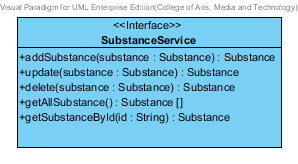 Visual Paradigm for UML Enterprise Edition(College of Arts, Media and Technology)
<<Interface>>
SubstanceService
+addSubstance(substance : Substance) : Substance
+update(substance : Substance) : Substance
+delete(substance : Substance) : Substance
+getAllSubstance() : Substance []
+getSubstanceById(id : String) : Substance